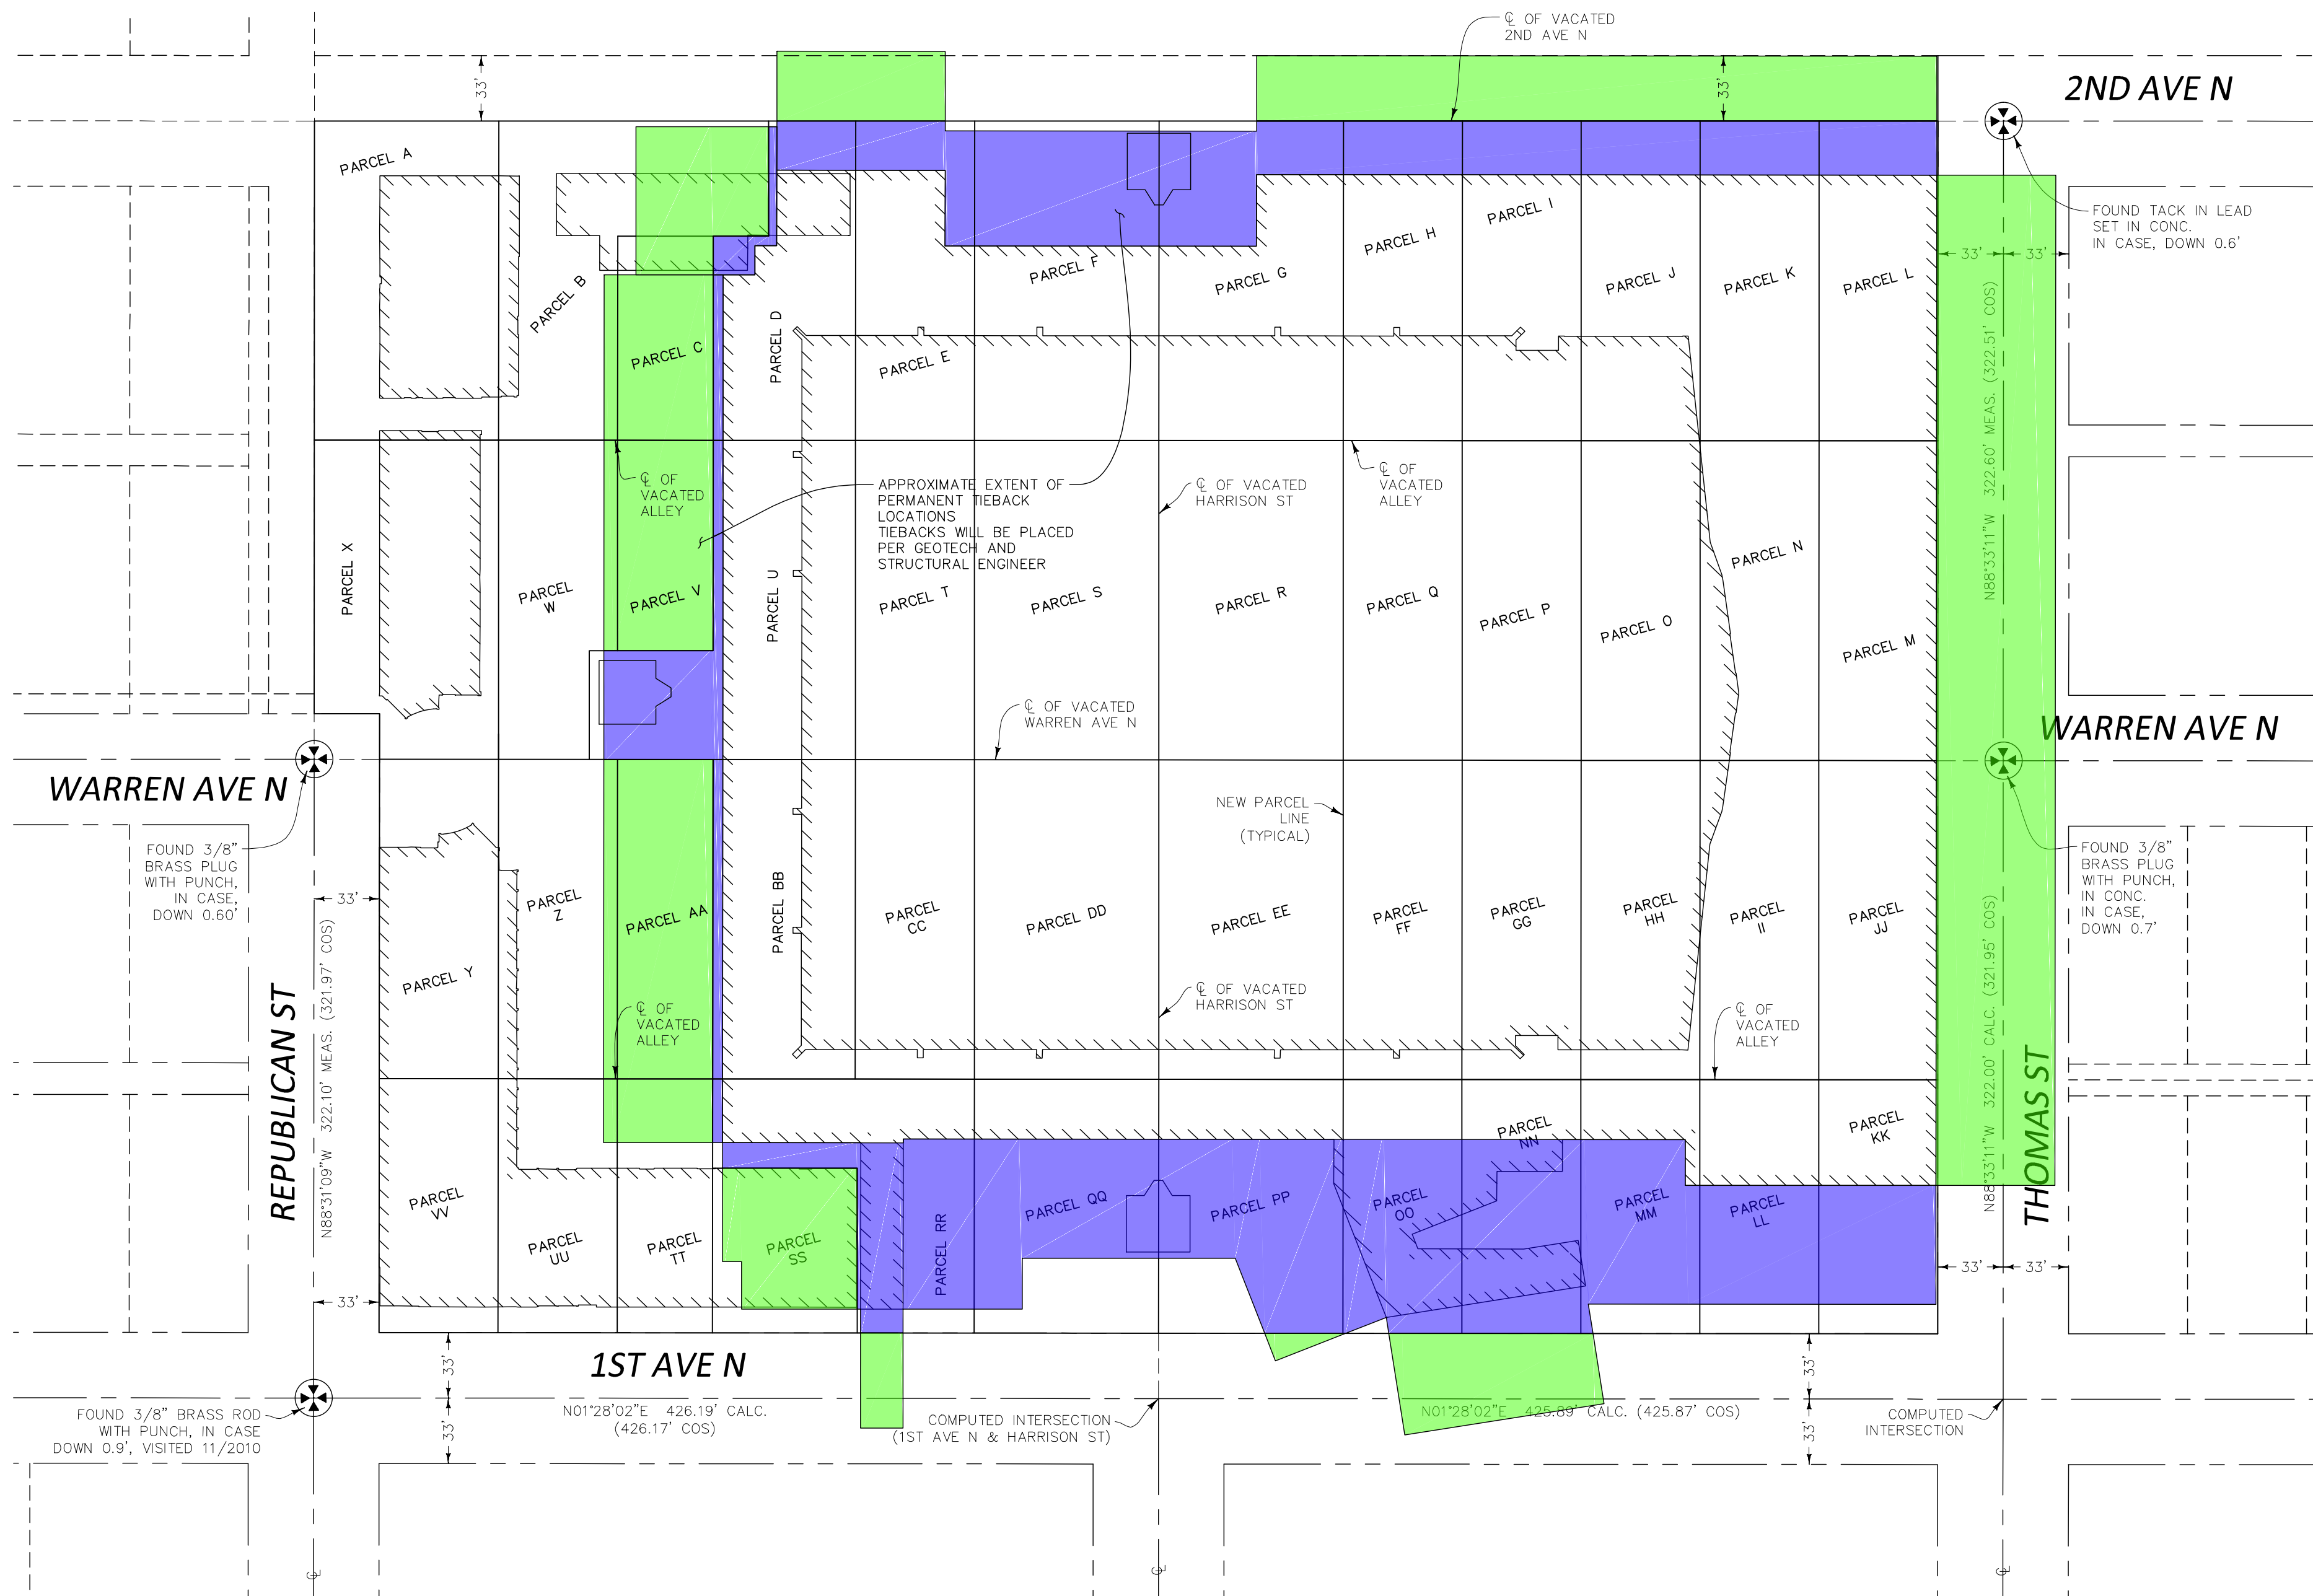 ℄ OF VACATED
2ND AVE N
2ND AVE N
33'
33'
PARCEL A
FOUND TACK IN LEAD
SET IN CONC.
IN CASE, DOWN 0.6'
33'
33'
PARCEL B
PARCEL C
PARCEL D
PARCEL E
PARCEL F
PARCEL G
PARCEL H
PARCEL I
PARCEL J
PARCEL K
PARCEL L
N88°33'11"W 322.60' MEAS. (322.51' COS)
℄ OF
VACATED
ALLEY
APPROXIMATE EXTENT OF
PERMANENT TIEBACK
LOCATIONS
TIEBACKS WILL BE PLACED
PER GEOTECH AND
STRUCTURAL ENGINEER
℄ OF VACATED
HARRISON ST
℄ OF
VACATED
ALLEY
PARCEL X
PARCEL
W
PARCEL V
PARCEL U
PARCEL T
PARCEL S
PARCEL R
PARCEL Q
PARCEL P
PARCEL O
PARCEL N
PARCEL M
℄ OF VACATED
WARREN AVE N
WARREN AVE N
WARREN AVE N
NEW PARCEL
LINE
(TYPICAL)
FOUND 3/8"
BRASS PLUG
WITH PUNCH,
IN CASE,
DOWN 0.60'
33'
FOUND 3/8"
BRASS PLUG
WITH PUNCH,
IN CONC.
IN CASE,
DOWN 0.7'
PARCEL Y
PARCEL
Z
PARCEL AA
PARCEL BB
PARCEL
CC
PARCEL DD
PARCEL EE
PARCEL
FF
PARCEL
GG
PARCEL
HH
PARCEL
II
PARCEL
JJ
℄ OF
VACATED
ALLEY
℄ OF VACATED
HARRISON ST
℄ OF
VACATED
ALLEY
REPUBLICAN ST
N88°31'09"W 322.10' MEAS. (321.97' COS)
N88°33'11"W 322.00' CALC. (321.95' COS)
THOMAS ST
PARCEL
KK
PARCEL
NN
PARCEL
VV
PARCEL
UU
PARCEL
TT
PARCEL
SS
PARCEL RR
PARCEL QQ
PARCEL PP
PARCEL
OO
PARCEL
MM
PARCEL
LL
33'
33'
33'
33'
33'
1ST AVE N
33'
33'
33'
N01°28'02"E 426.19' CALC.
(426.17' COS)
N01°28'02"E 425.89' CALC. (425.87' COS)
FOUND 3/8" BRASS ROD
WITH PUNCH, IN CASE
DOWN 0.9', VISITED 11/2010
COMPUTED INTERSECTION
(1ST AVE N & HARRISON ST)
COMPUTED
INTERSECTION
℄
℄
℄